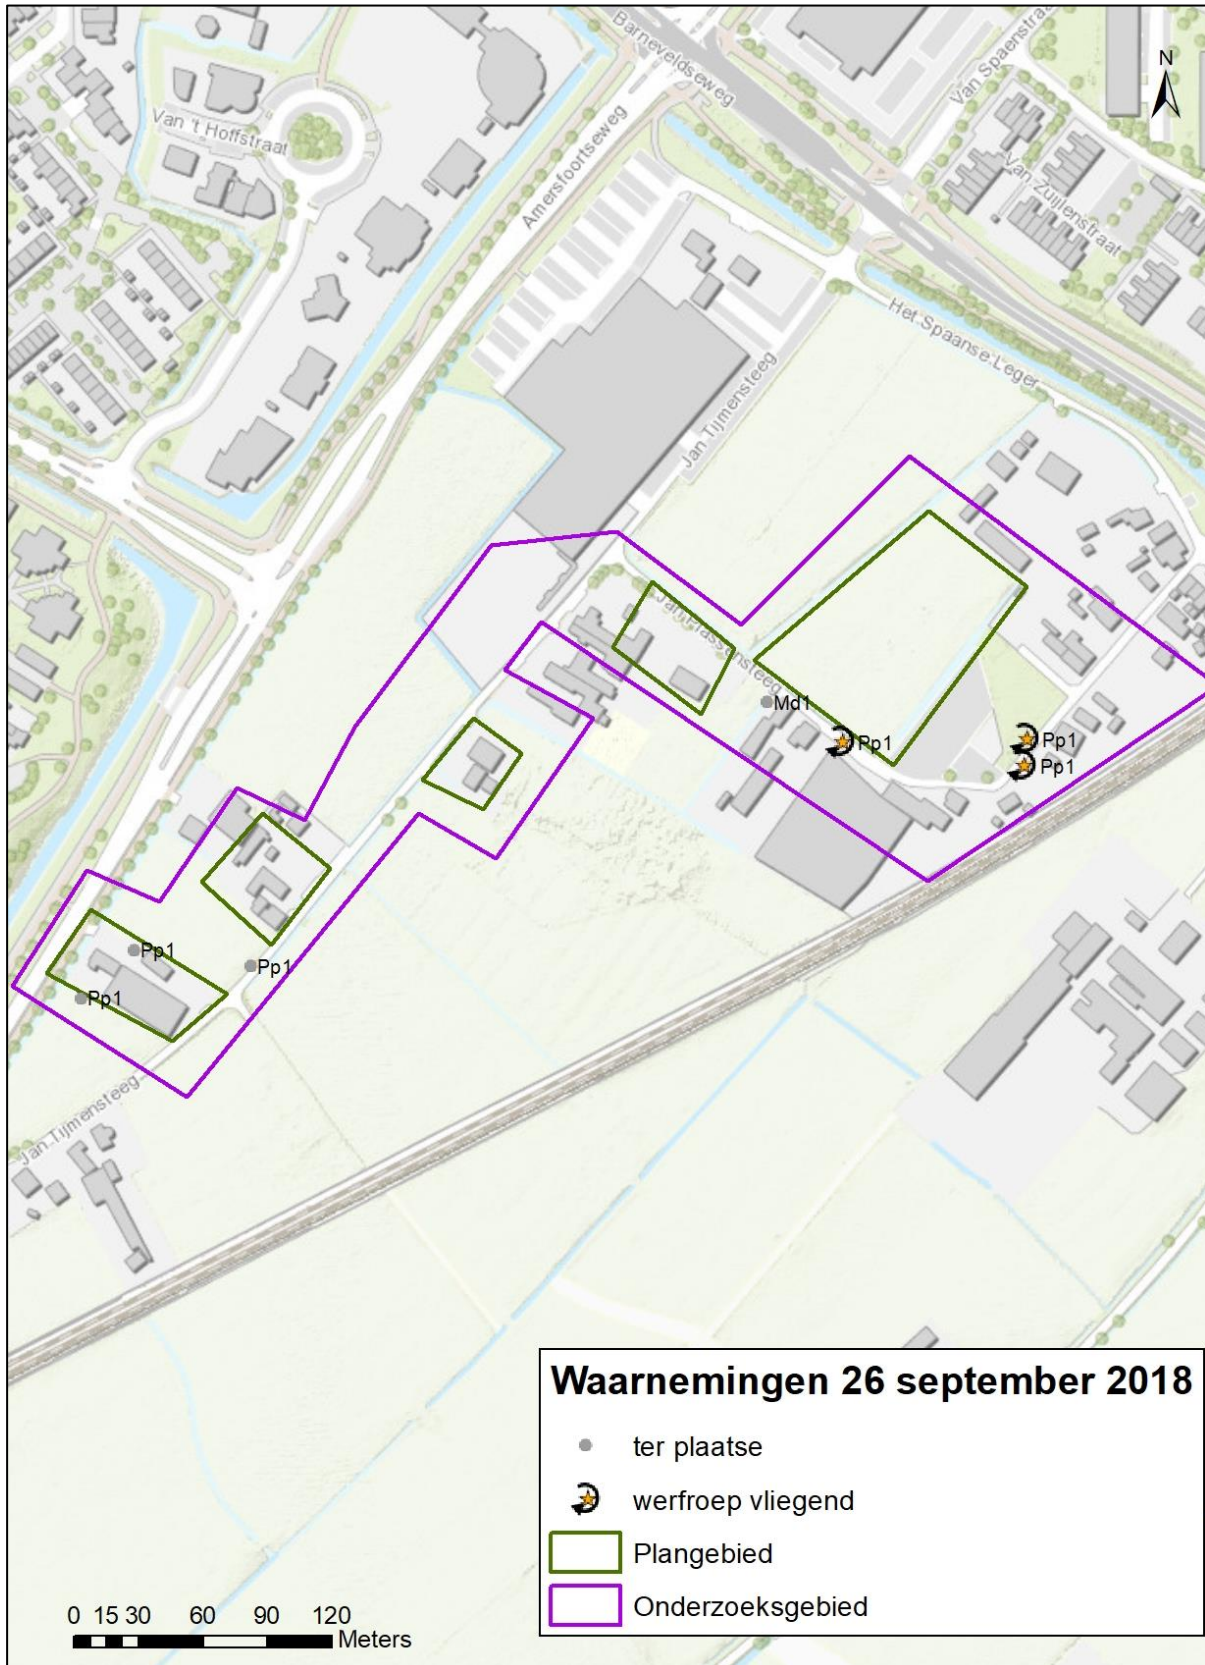 Barneveldseweg
Van Spaenstraat
N
Van 't Hoffstraat
Amersfoortseweg
Van Zuijlenstraat
Het Spaanse Leger
Jan Tijmensteeg
Md1
Pp1
Pp1
Pp1
Pp1
Pp1
Pp1
Jan Tijmensteeg
Waarnemingen 26 september 2018
ter plaatse
werfroep vliegend
Plangebied
Onderzoeksgebied
0 15 30 60 90 120
Meters